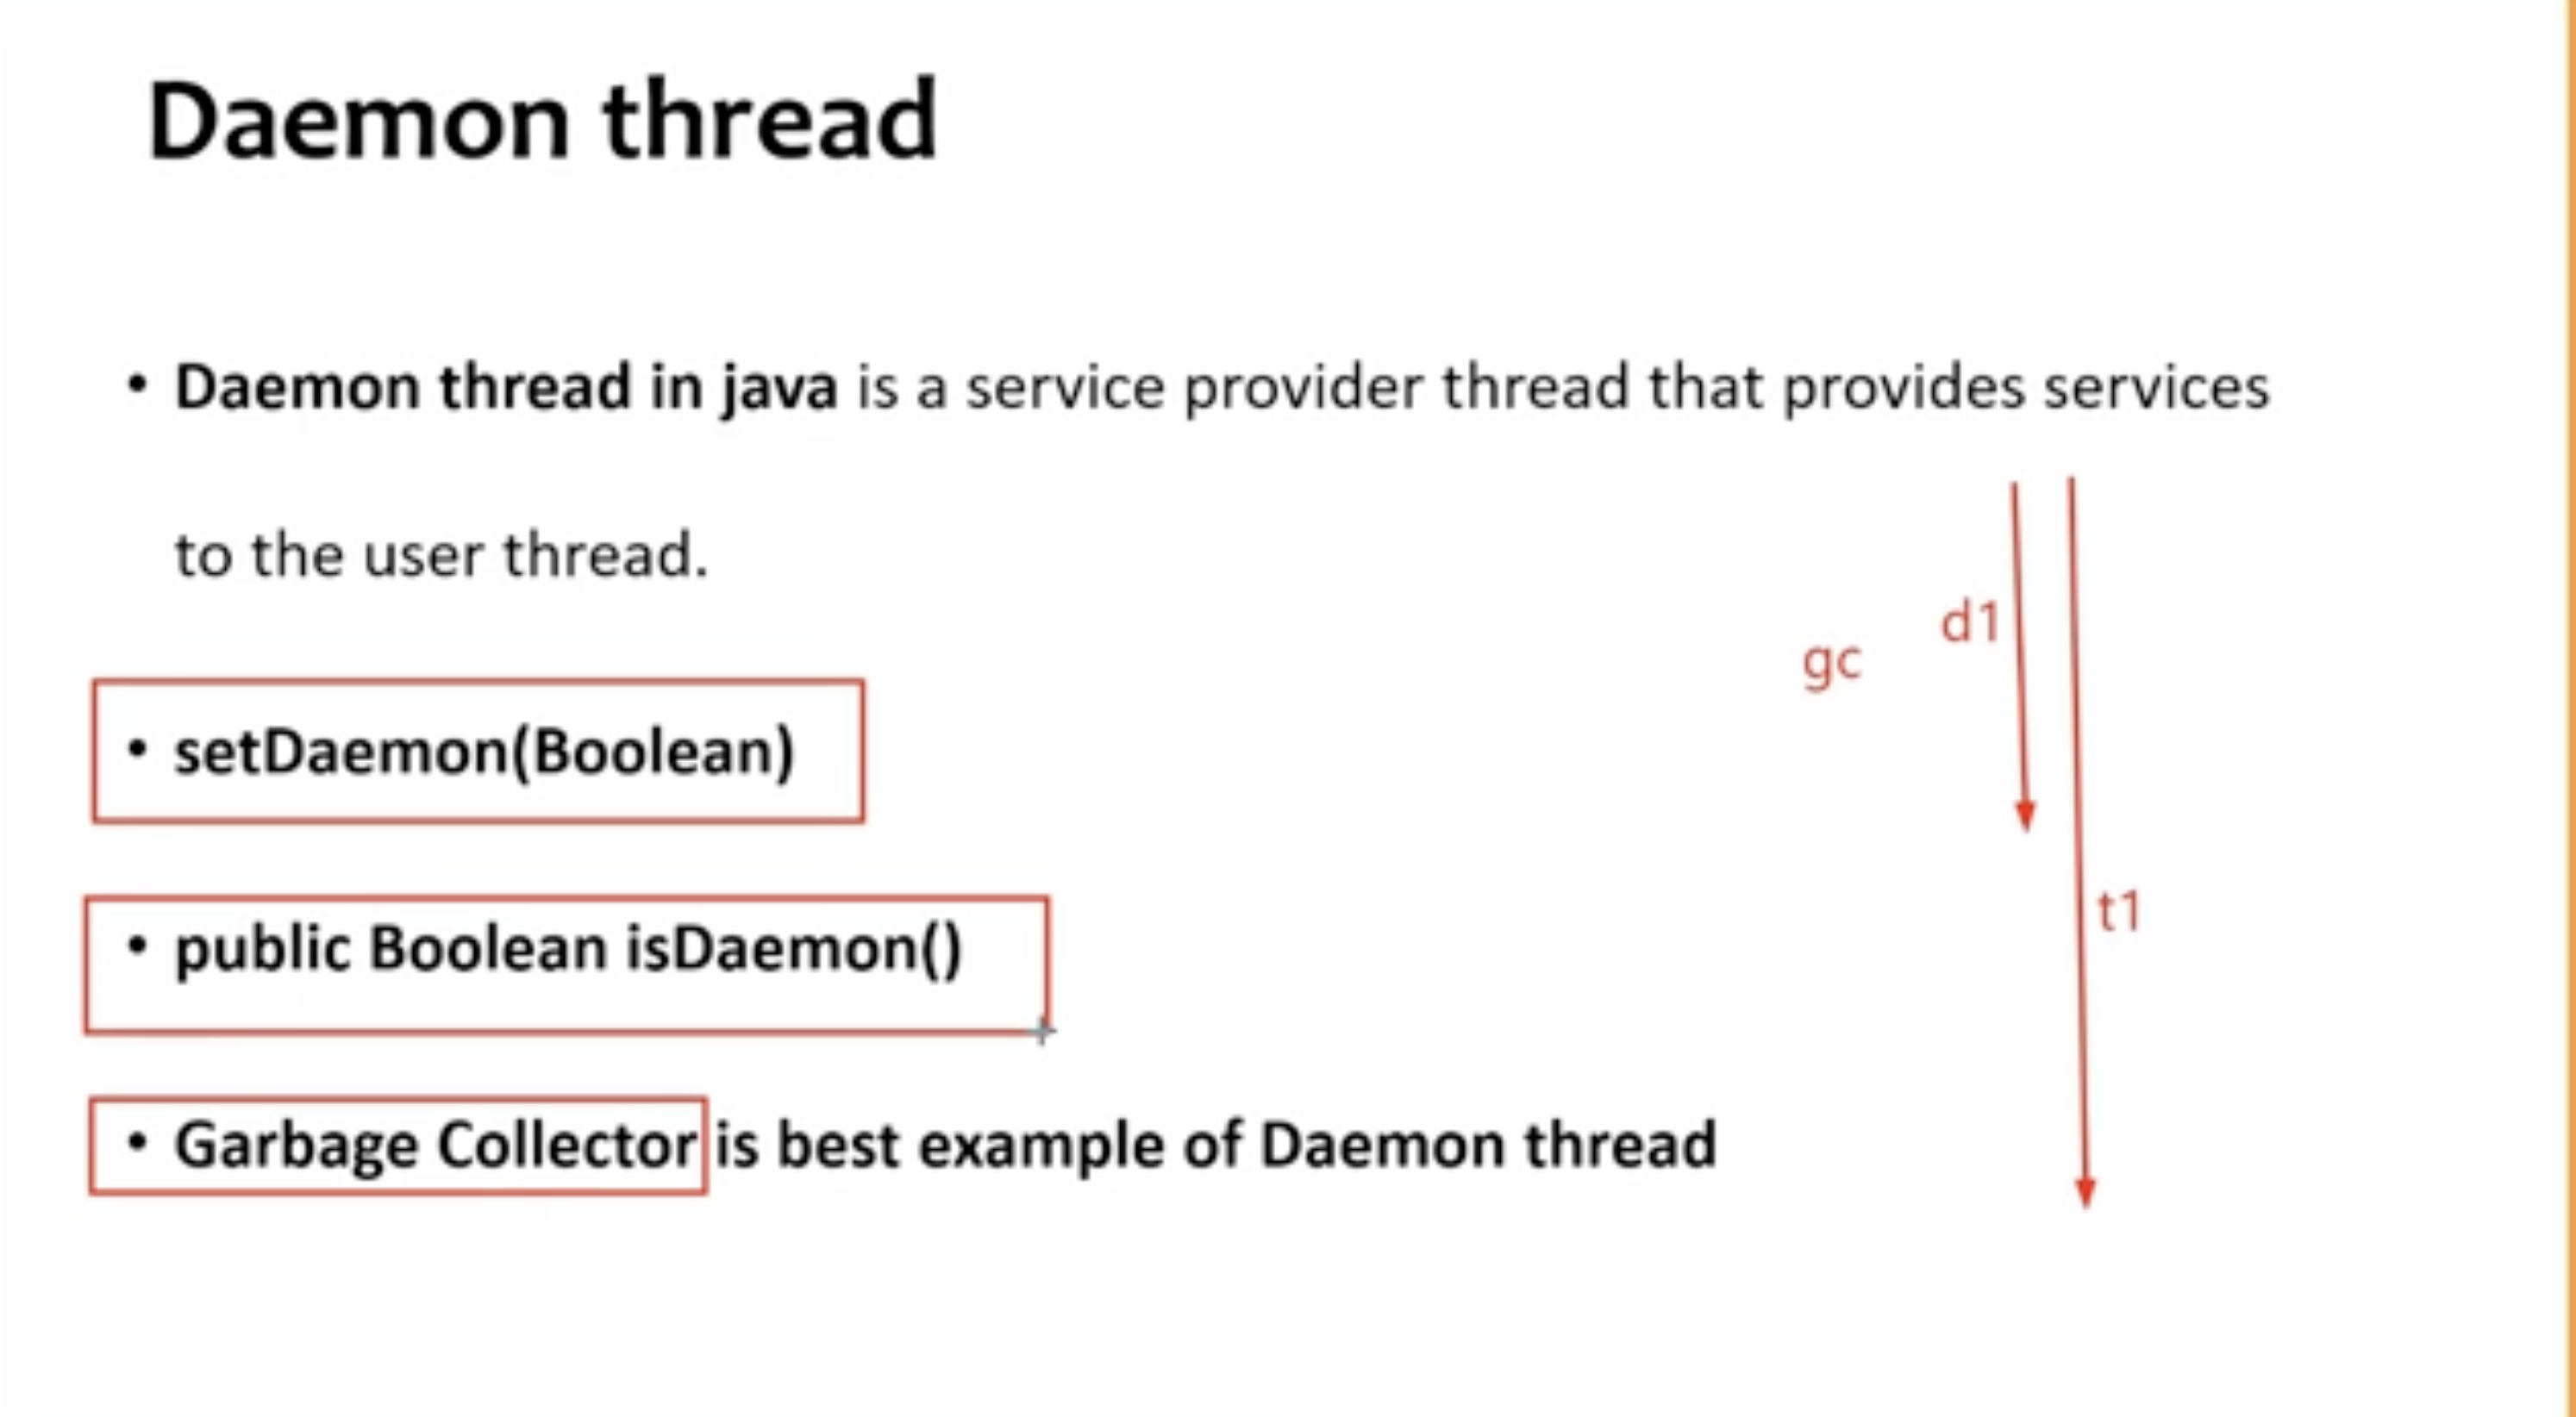 Daemon thread
• Daemon thread in java is a service provider thread that provides services
to the user thread.
d1
gc
• setDaemon(Boolean)
t1
• public Boolean isDaemon()
• Garbage Collector is best example of Daemon thread